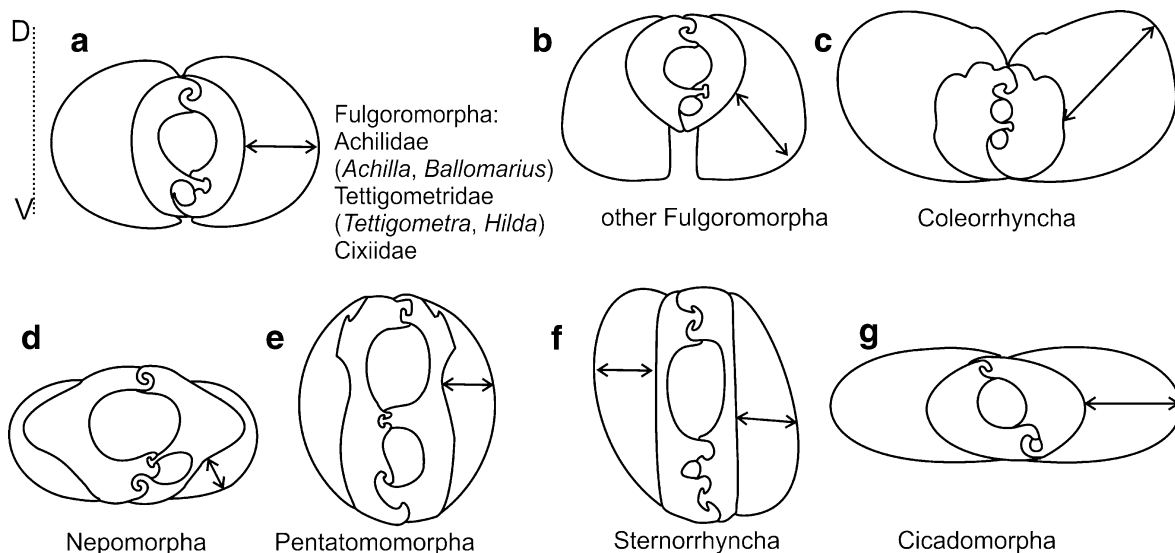 D
V
a
Fulgoromorpha:
Achilidae
(Achilla, Ballomarius)
Tettigometridae
(Tettigometra, Hilda)
Cixiidae
b
other Fulgoromorpha
c
Coleorrhyncha
d
Nepomorpha
e
Pentatomomorpha
f
Sternorrhyncha
g
Cicadomorpha